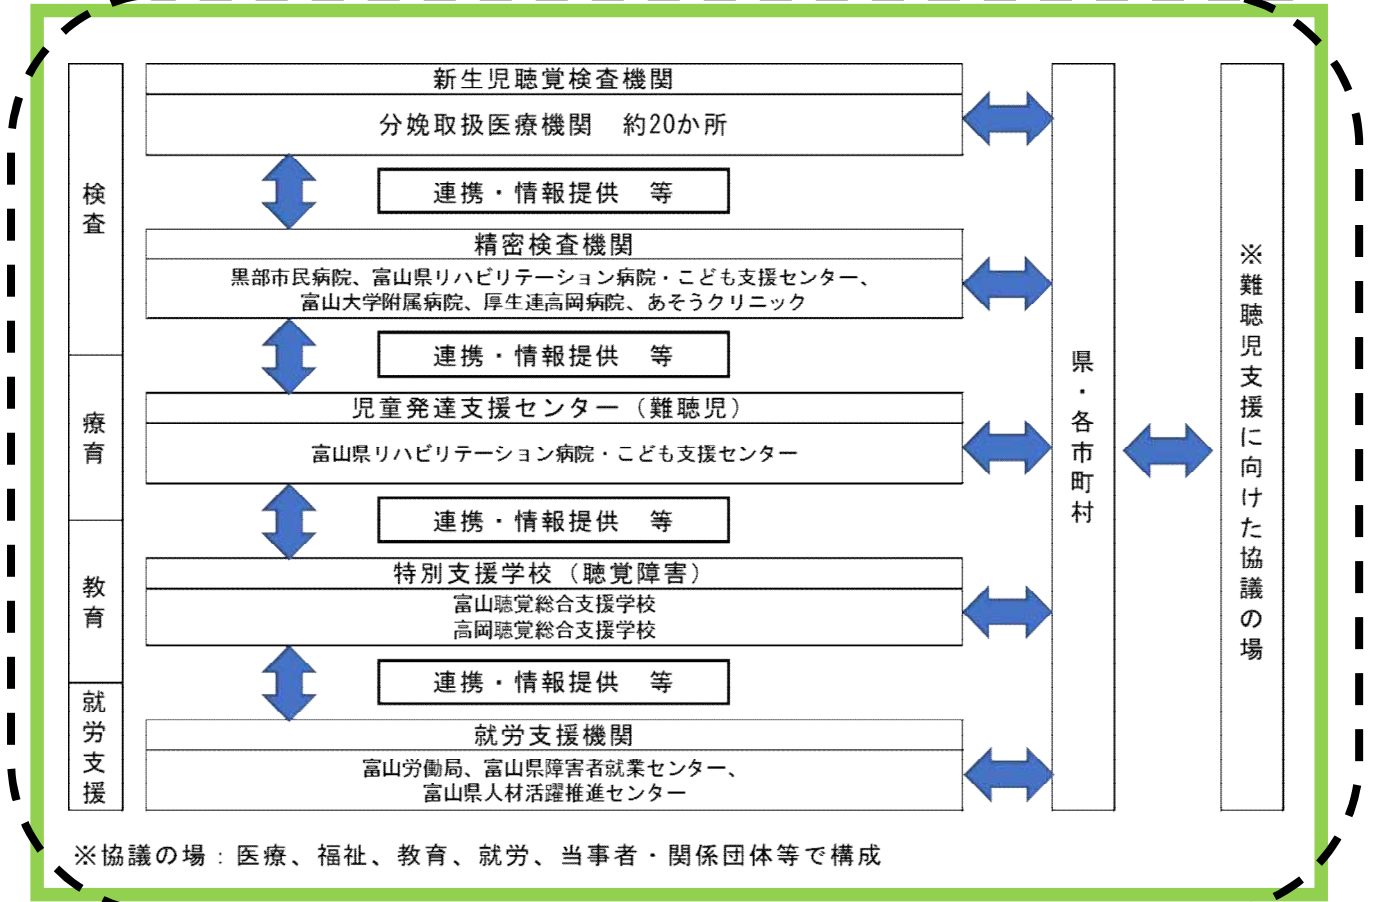 検査
新生児聴覚検査機関
分娩取扱医療機関　約20か所
連携・情報提供　等
精密検査機関
黒部市民病院、富山県リハビリテーション病院・こども支援センター、
富山大学附属病院、厚生連高岡病院、あそうクリニック
連携・情報提供　等
療育
児童発達支援センター（難聴児）
富山県リハビリテーション病院・こども支援センター
連携・情報提供　等
教育
特別支援学校（聴覚障害）
富山聴覚総合支援学校
高岡聴覚総合支援学校
連携・情報提供　等
就労支援
就労支援機関
富山労働局、富山県障害者就業センター、
富山県人材活躍推進センター
県・各市町村
※難聴児支援に向けた協議の場
※協議の場：医療、福祉、教育、就労、当事者・関係団体等で構成